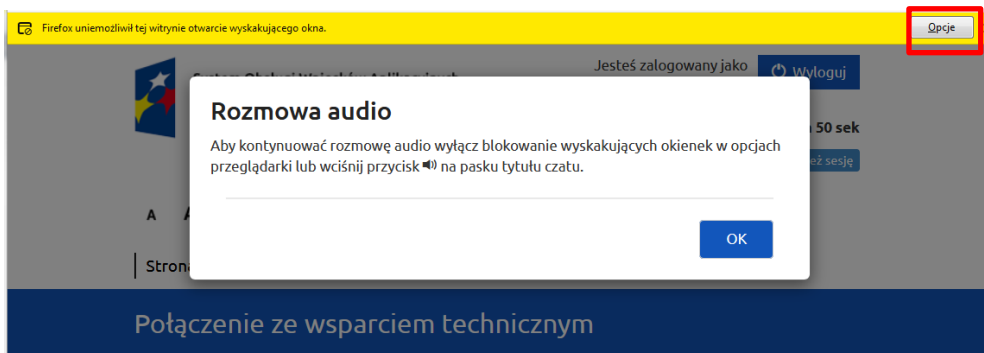 Firefox uniemożliwił tej witrynie otwarcie wyskakującego okna.
Opcje
Jesteś zalogowany jako
Wyloguj
Rozmowa audio
50 sek
Aby kontynuować rozmowę audio wyłącz blokowanie wyskakujących okienek w opcjach
przeglądarki lub wciśnij przycisk na pasku tytułu czatu.
sesję
A
OK
Połączenie ze wsparciem technicznym